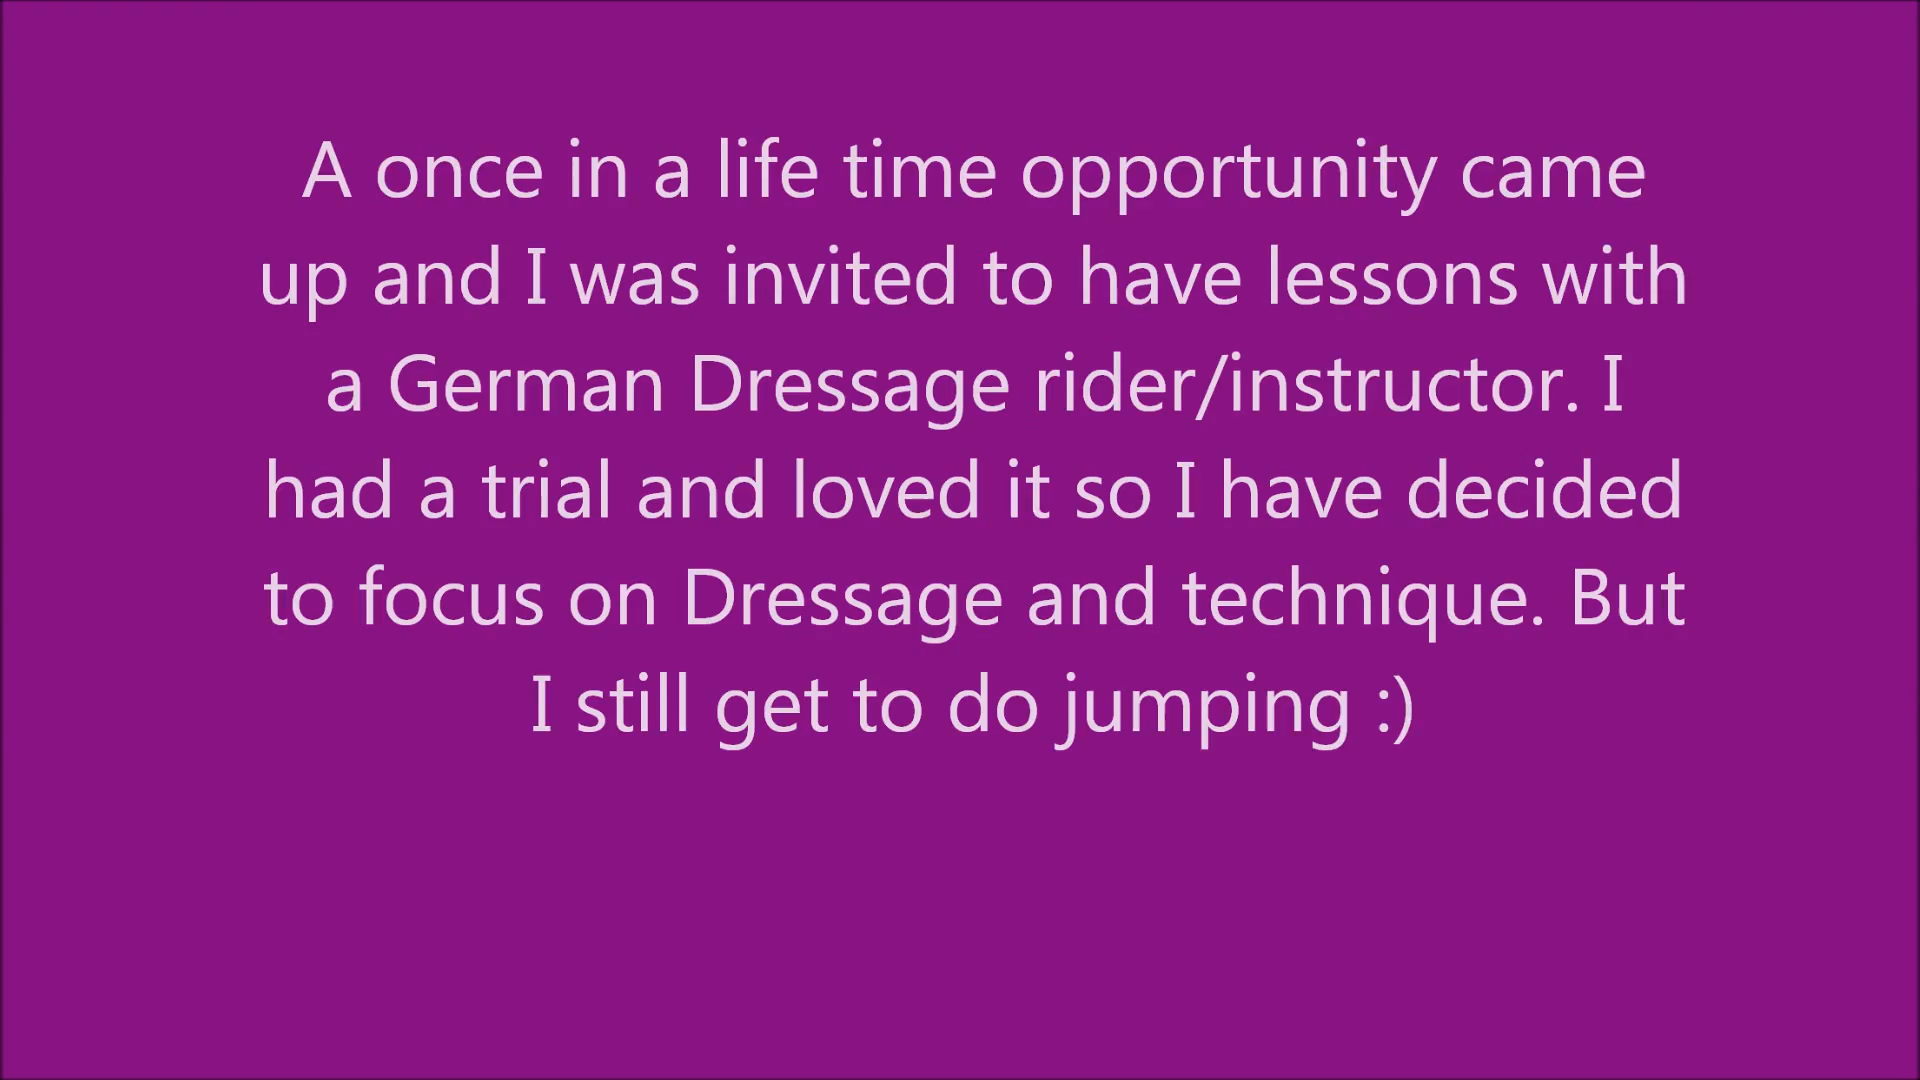 A once in a life time opportunity came
up and I was invited to have lessons with
a German Dressage rider/instructor. I
had a trial and loved it so I have decided
to focus on Dressage and technique. But
I still get to do jumping :)